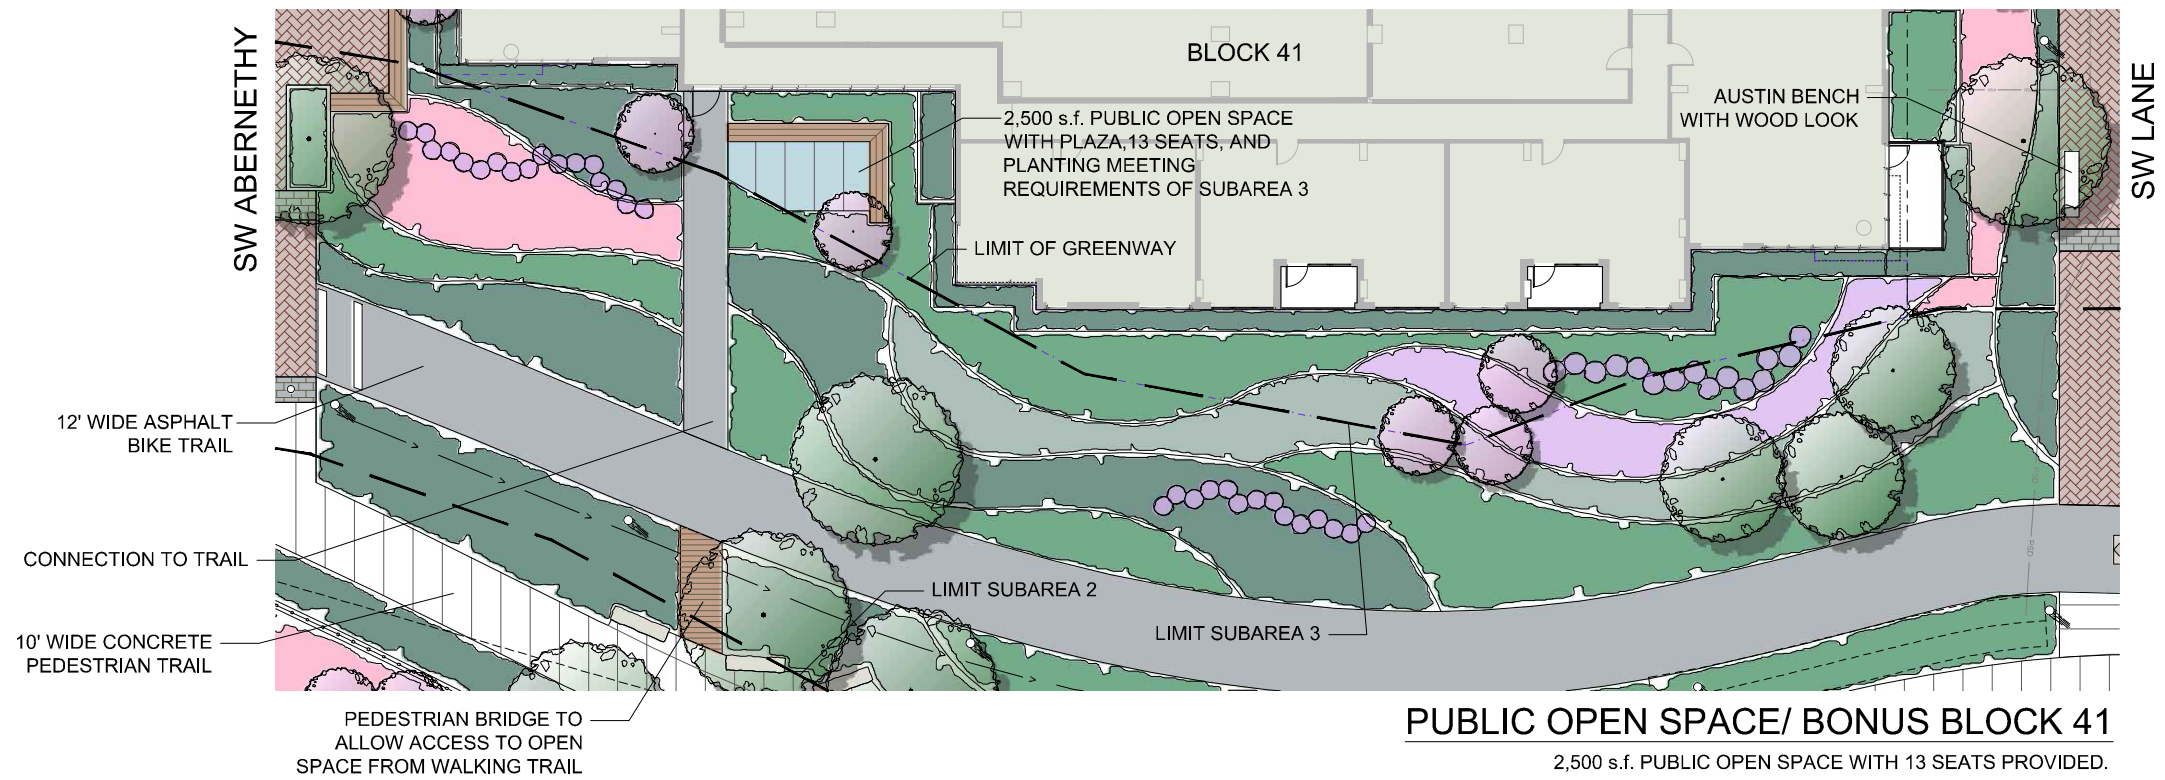 SW ABERNETHY
BLOCK 41
2,500 s.f. PUBLIC OPEN SPACE
WITH PLAZA,13 SEATS, AND
PLANTING MEETING
REQUIREMENTS OF SUBAREA 3
AUSTIN BENCH
WITH WOOD LOOK
SW LANE
LIMIT OF GREENWAY
12' WIDE ASPHALT
BIKE TRAIL
CONNECTION TO TRAIL
LIMIT SUBAREA 2
LIMIT SUBAREA 3
10' WIDE CONCRETE
PEDESTRIAN TRAIL
PEDESTRIAN BRIDGE TO
ALLOW ACCESS TO OPEN
SPACE FROM WALKING TRAIL
PUBLIC OPEN SPACE/ BONUS BLOCK 41
2,500 s.f. PUBLIC OPEN SPACE WITH 13 SEATS PROVIDED.